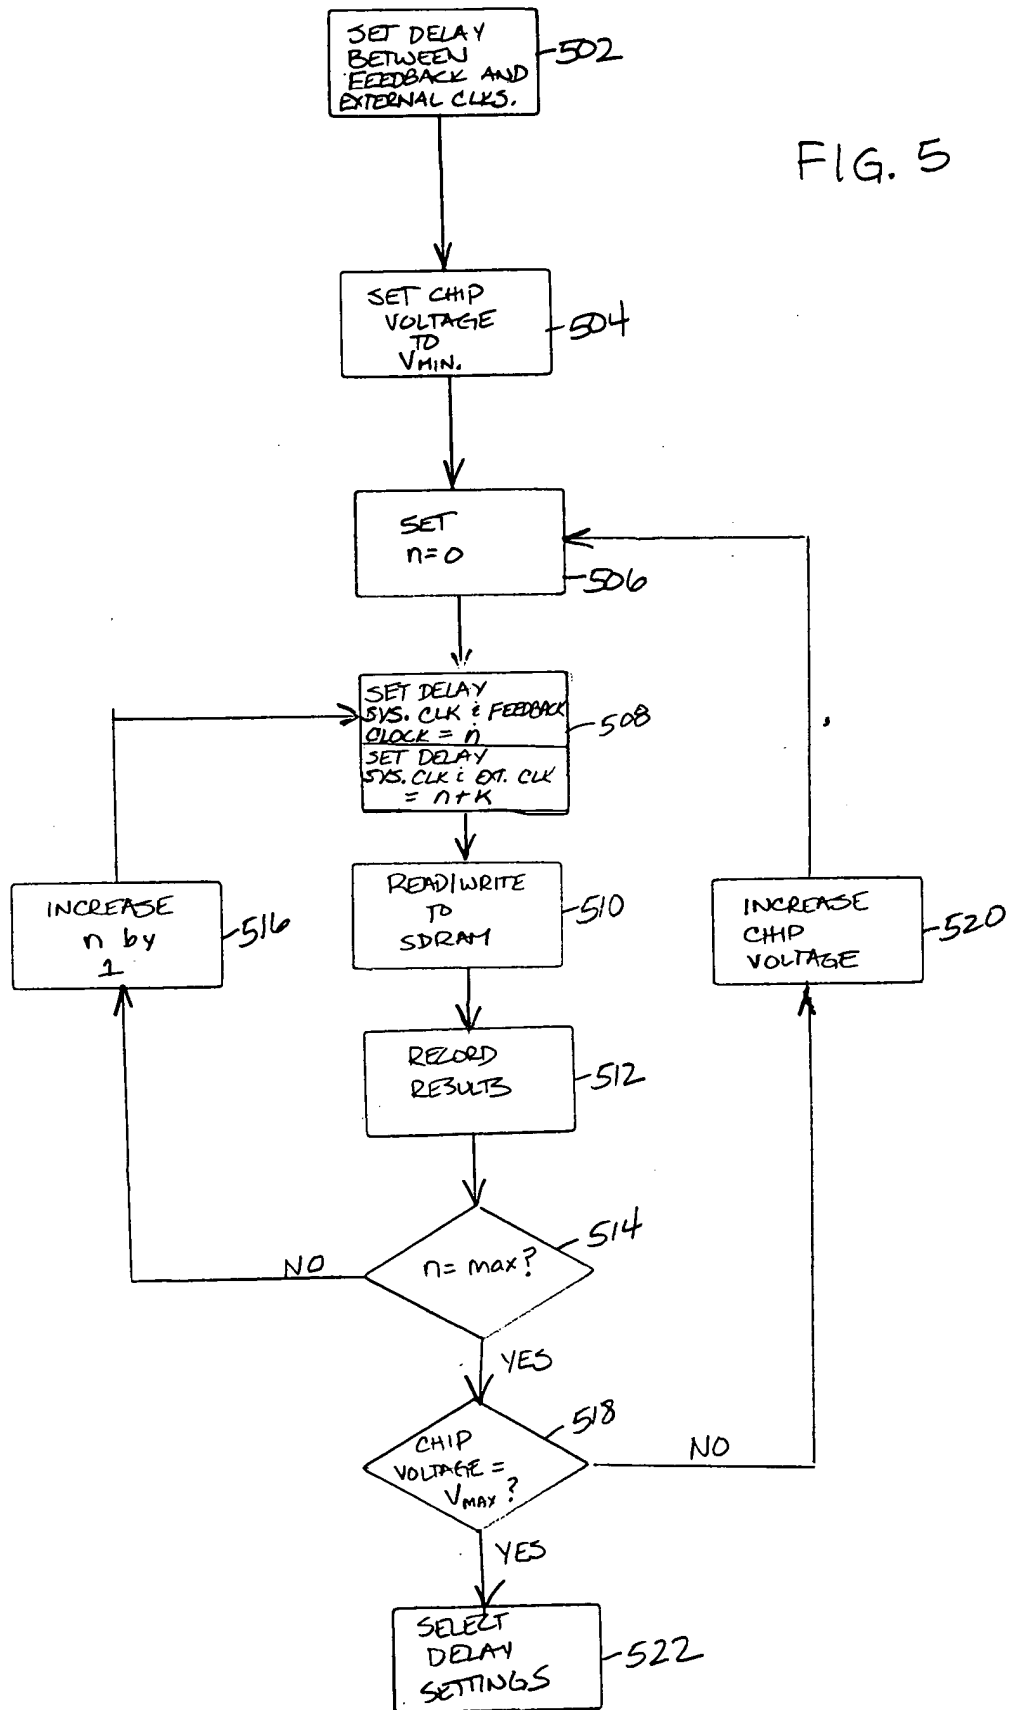 SET DELAY
BETWEEN
FEEDBACK AND
EXTERNAL CLKS.
502
FIG. 5
SET CHIP
VOLTAGE
TO
VMIN.
504
SET
n=0
506
SET DELAY
SYS. CLK & FEEDBACK
CLOCK = n
SET DELAY
SYS. CLK & EXT. CLK
= n+K
508
READ/WRITE
TO
SDRAM
510
INCREASE
n by
1
516
INCREASE
CHIP
VOLTAGE
520
RECORD
RESULTS
512
n= max?
514
NO
YES
CHIP
VOLTAGE =
VMAX?
518
NO
YES
SELECT
DELAY
SETTINGS
522